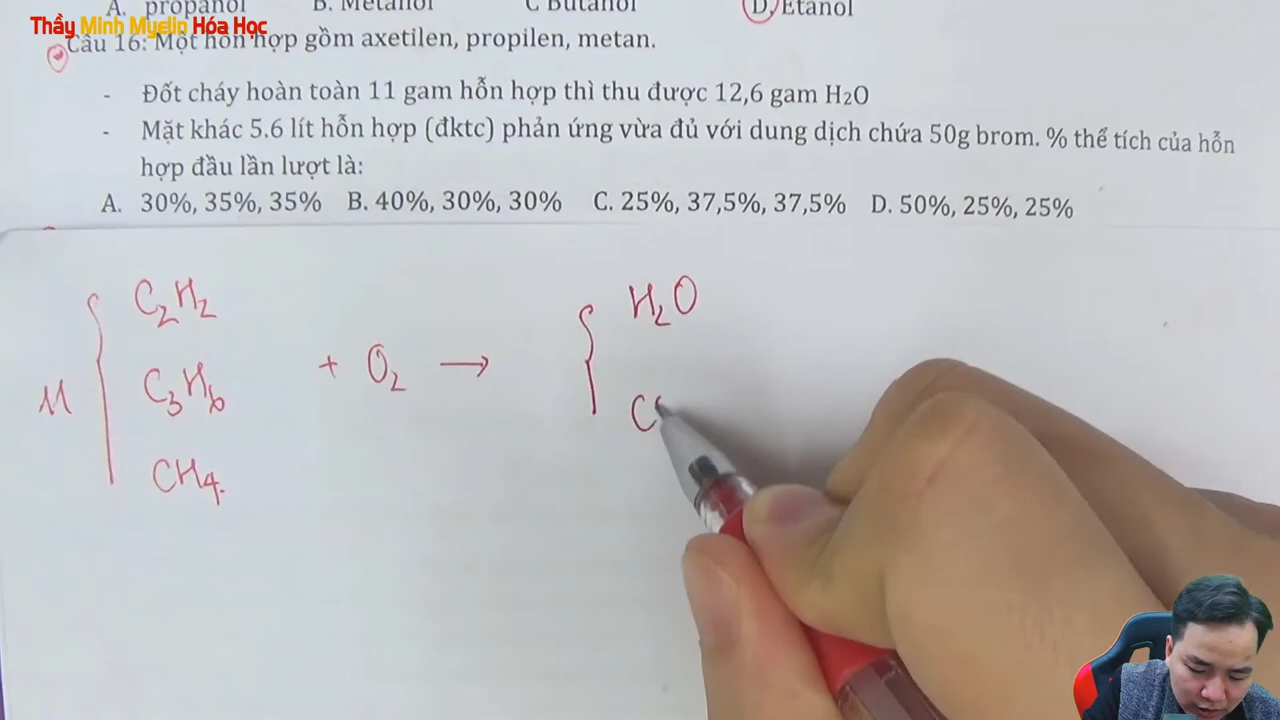 A. propanol B. Metanol C Butanol D. Etanol
Thầy Minh Myelin Hóa Học
Câu 16: Một hỗn hợp gồm axetilen, propilen, metan.
- Đốt cháy hoàn toàn 11 gam hỗn hợp thì thu được 12,6 gam H2O
- Mặt khác 5.6 lít hỗn hợp (đktc) phản ứng vừa đủ với dung dịch chứa 50g brom. % thể tích của hỗn
hợp đầu lần lượt là:
A. 30%, 35%, 35% B. 40%, 30%, 30% C. 25%, 37,5%, 37,5% D. 50%, 25%, 25%
C2H2 H2O
C3H6 + O2 →
M CO
CH4.